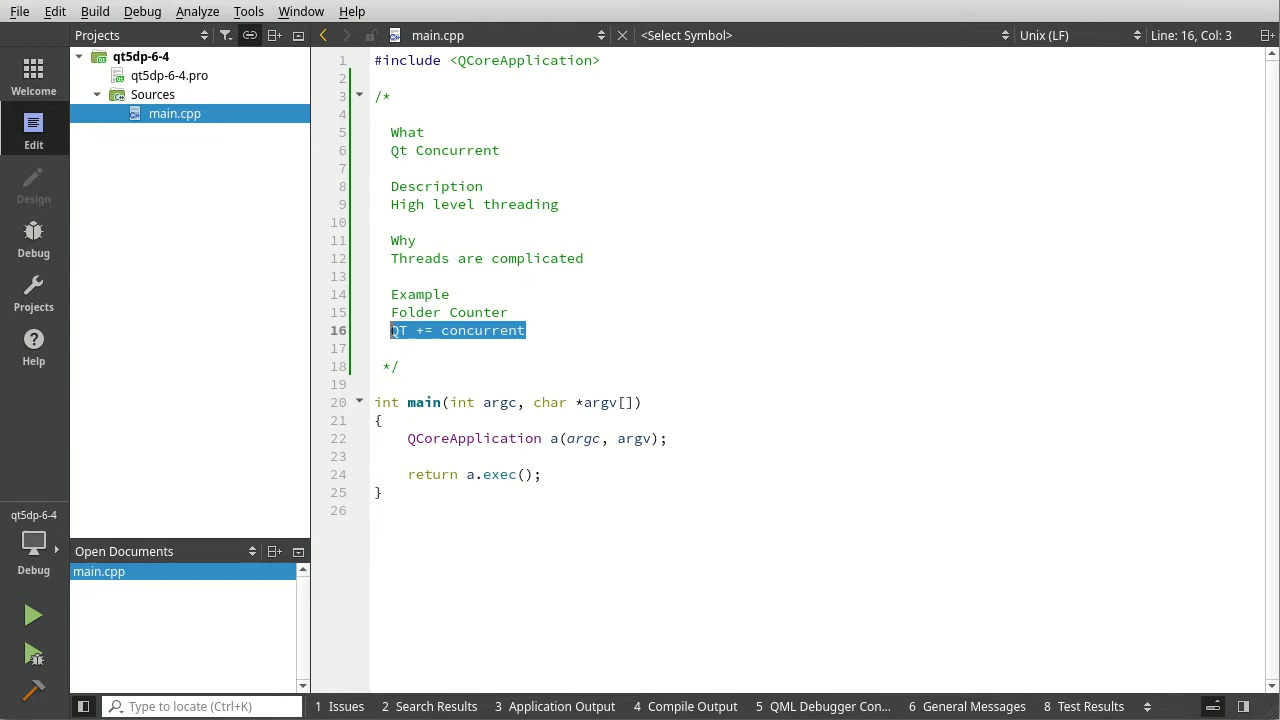 File Edit Build Debug Analyze Tools Window Help
Projects main.cpp <Select Symbol> Unix (LF) Line: 16, Col: 3
qt5dp-6-4
qt5dp-6-4.pro
Sources
main.cpp
Welcome
Edit
Design
Debug
Projects
Help
qt5dp-6-4
Debug
Open Documents
main.cpp
1 #include <QCoreApplication>
2
3 /*
4
5 What
6 Qt Concurrent
7
8 Description
9 High level threading
10
11 Why
12 Threads are complicated
13
14 Example
15 Folder Counter
16 QT += concurrent
17
18 */
19
20 int main(int argc, char *argv[])
21 {
22 QCoreApplication a(argc, argv);
23
24 return a.exec();
25 }
26
Type to locate (Ctrl+K) 1 Issues 2 Search Results 3 Application Output 4 Compile Output 5 QML Debugger Con... 6 General Messages 8 Test Results